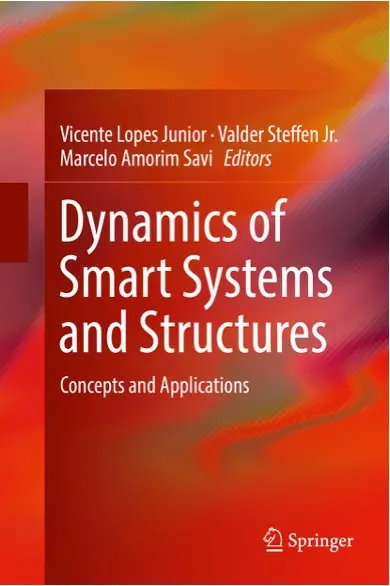 Vicente Lopes Junior · Valder Steffen Jr.
Marcelo Amorim Savi Editors
Dynamics of
Smart Systems
and Structures
Concepts and Applications
Springer